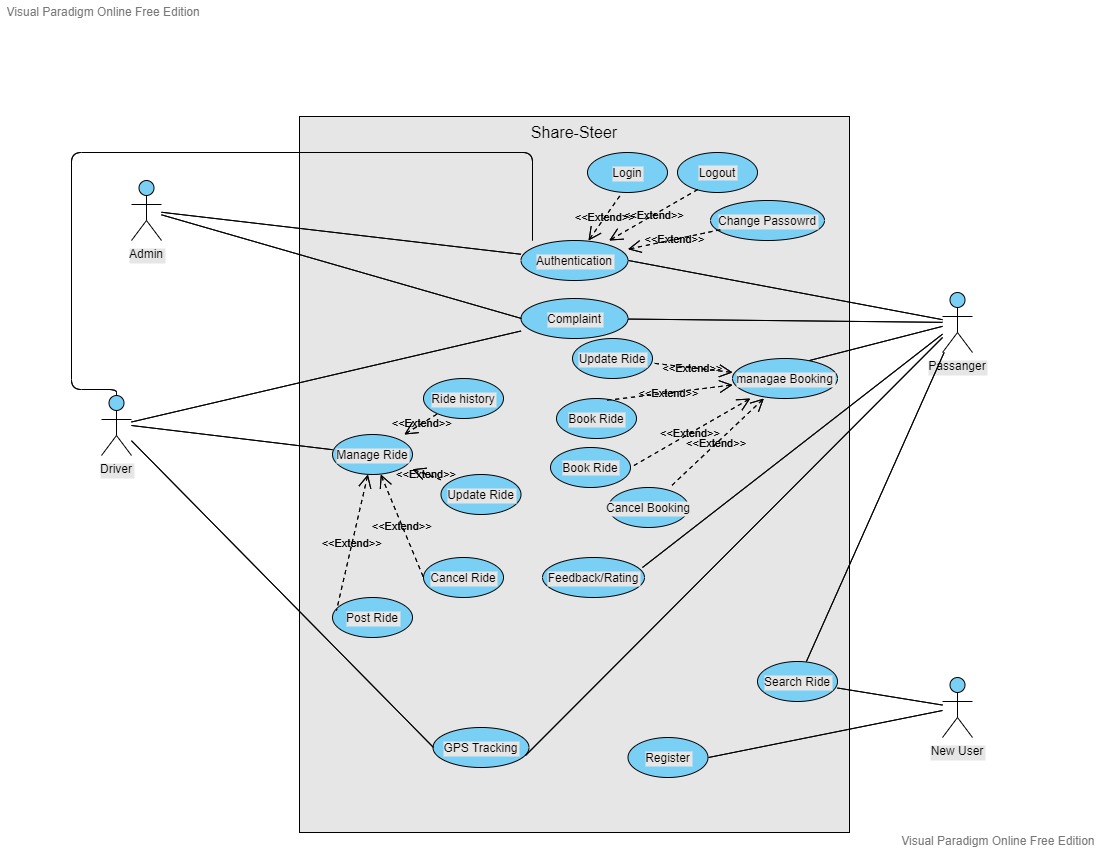 Visual Paradigm Online Free Edition
Share-Steer
Login
Logout
<<Extend>>
<<Extend>>
Change Passowrd
<<Extend>>
Admin
Authentication
Complaint
Update Ride
<<Extend>>
Passanger
managae Booking
<<Extend>>
Ride history
Book Ride
<<Extend>>
<<Extend>>
<<Extend>>
Manage Ride
Driver
Book Ride
<<Extend>>
Update Ride
Cancel Booking
<<Extend>>
<<Extend>>
Cancel Ride
Feedback/Rating
Post Ride
Search Ride
GPS Tracking
New User
Register
Visual Paradigm Online Free Edition